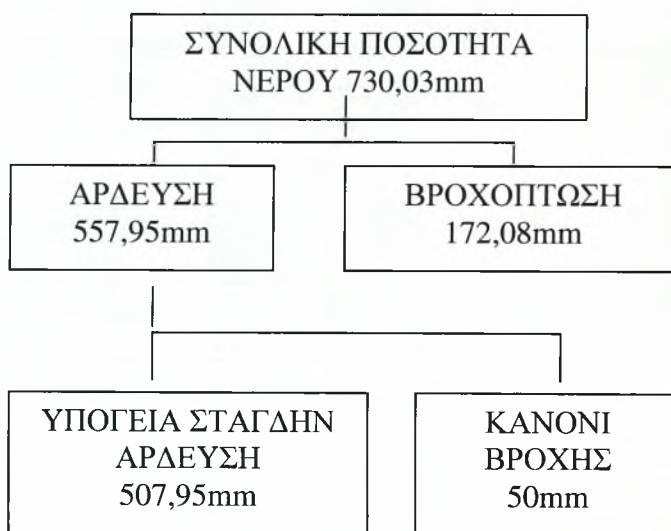 ΣΥΝΟΛΙΚΗ ΠΟΣΟΤΗΤΑ
ΝΕΡΟΥ 730,03mm
ΑΡΔΕΥΣΗ
557,95mm
ΒΡΟΧΟΠΤΩΣΗ
172,08mm
ΥΠΟΓΕΙΑ ΣΤΑΓΔΗΝ
ΑΡΔΕΥΣΗ
507,95mm
ΚΑΝΟΝΙ
ΒΡΟΧΗΣ
50mm